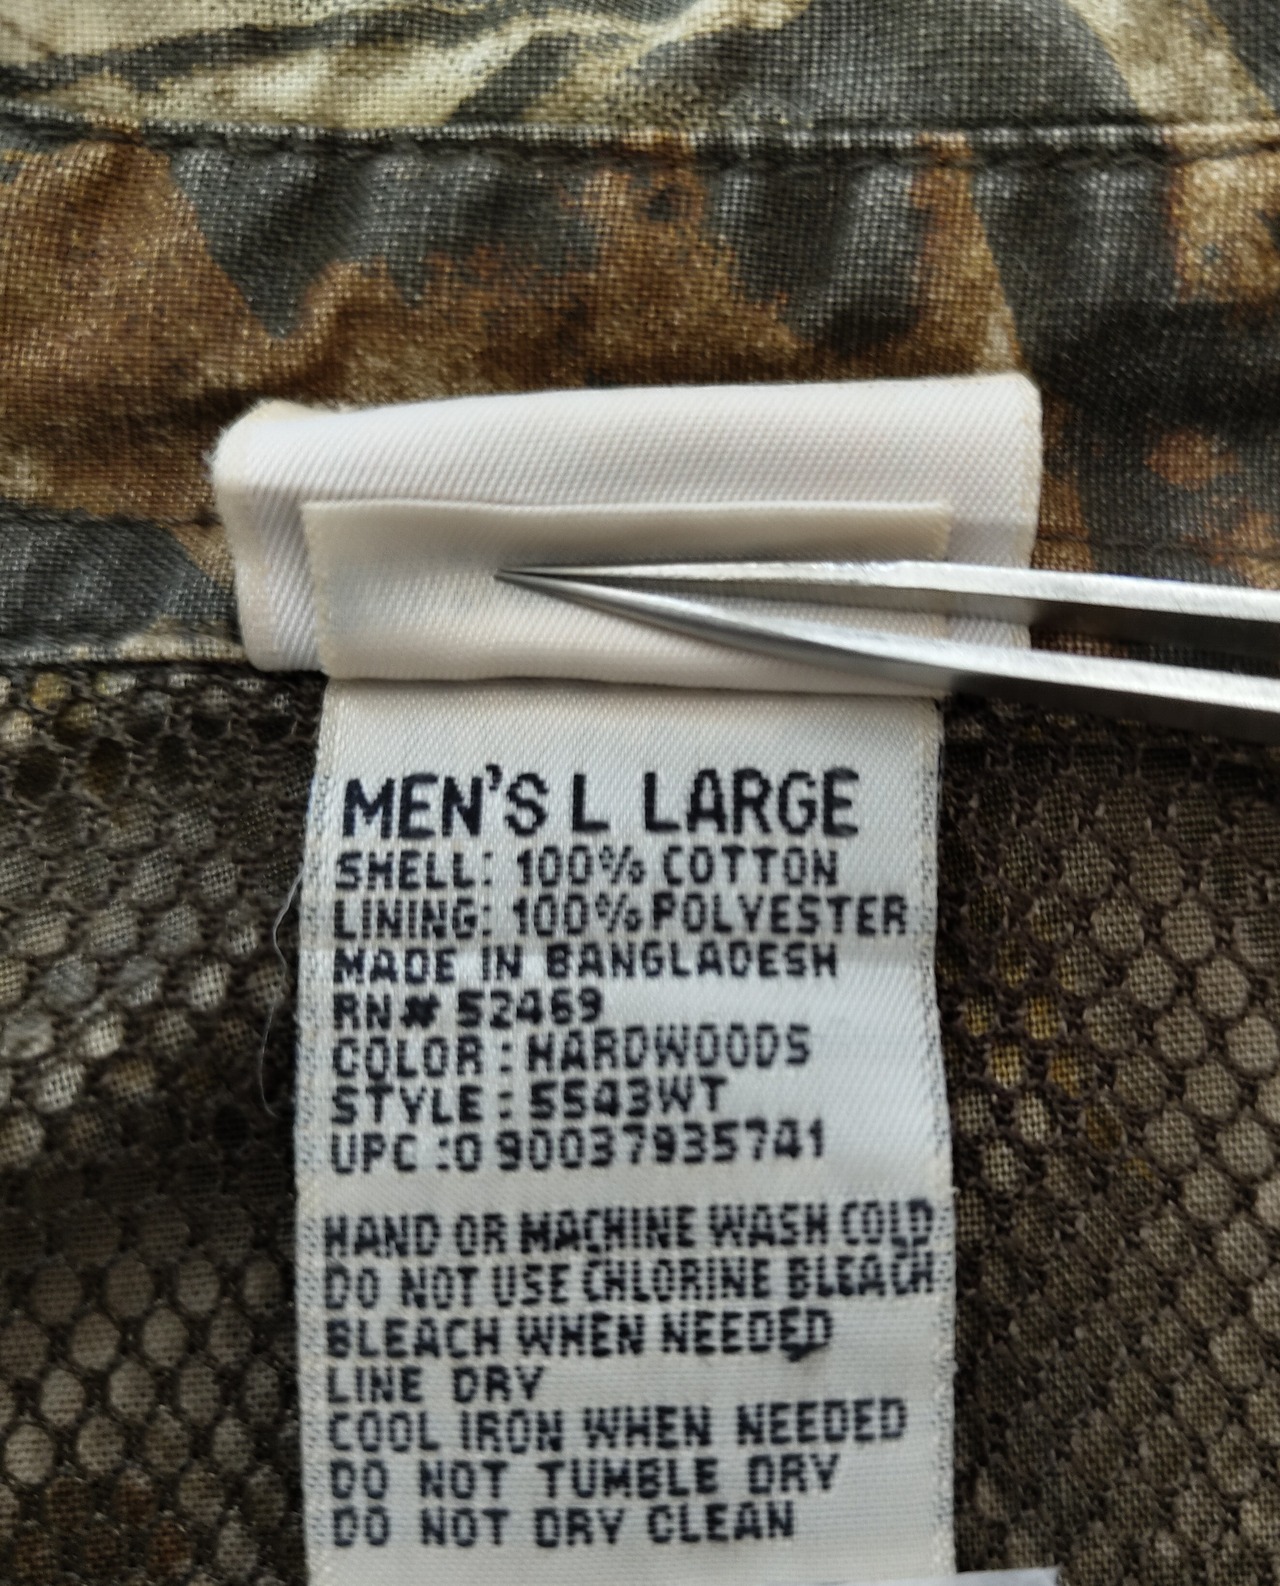 MEN'S L LARGE
SHELL: 100% COTTON
LINING: 100% POLYESTER
MADE IN BANGLADESH
RN# 52469
COLOR: HARDWOODS
STYLE: 5543WT
UPC:0 90037935741
HAND OR MACHINE WASH COLD
DO NOT USE CHLORINE BLEACH
BLEACH WHEN NEEDED
LINE DRY
COOL IRON WHEN NEEDED
DO NOT TUMBLE DRY
DO NOT DRY CLEAN